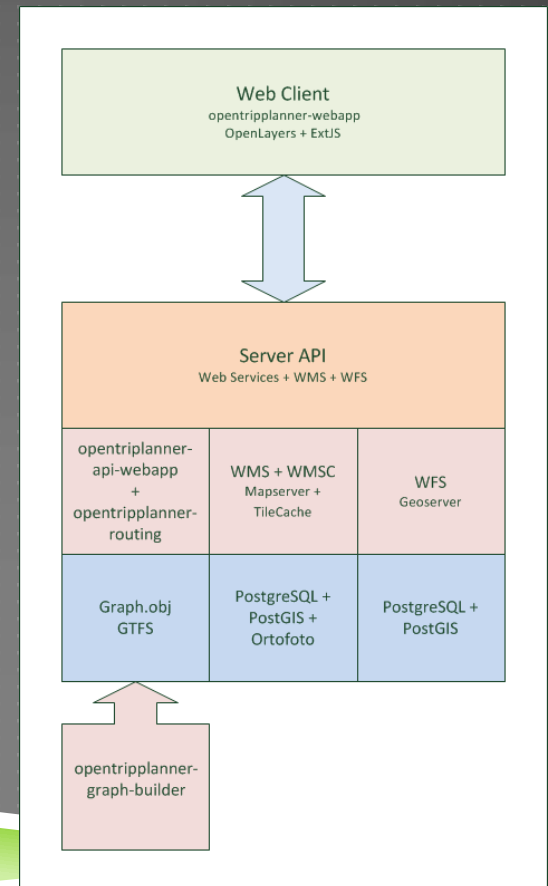 Web Client
opentripplanner-webapp
OpenLayers + ExtJS
Server API
Web Services + WMS + WFS
opentriplanner-
api-webapp
+
opentripplanner-
routing
WMS + WMSC
Mapserver +
TileCache
WFS
Geoserver
Graph.obj
GTFS
PostgreSQL +
PostGIS +
Ortofoto
PostgreSQL +
PostGIS
opentripplanner-
graph-builder